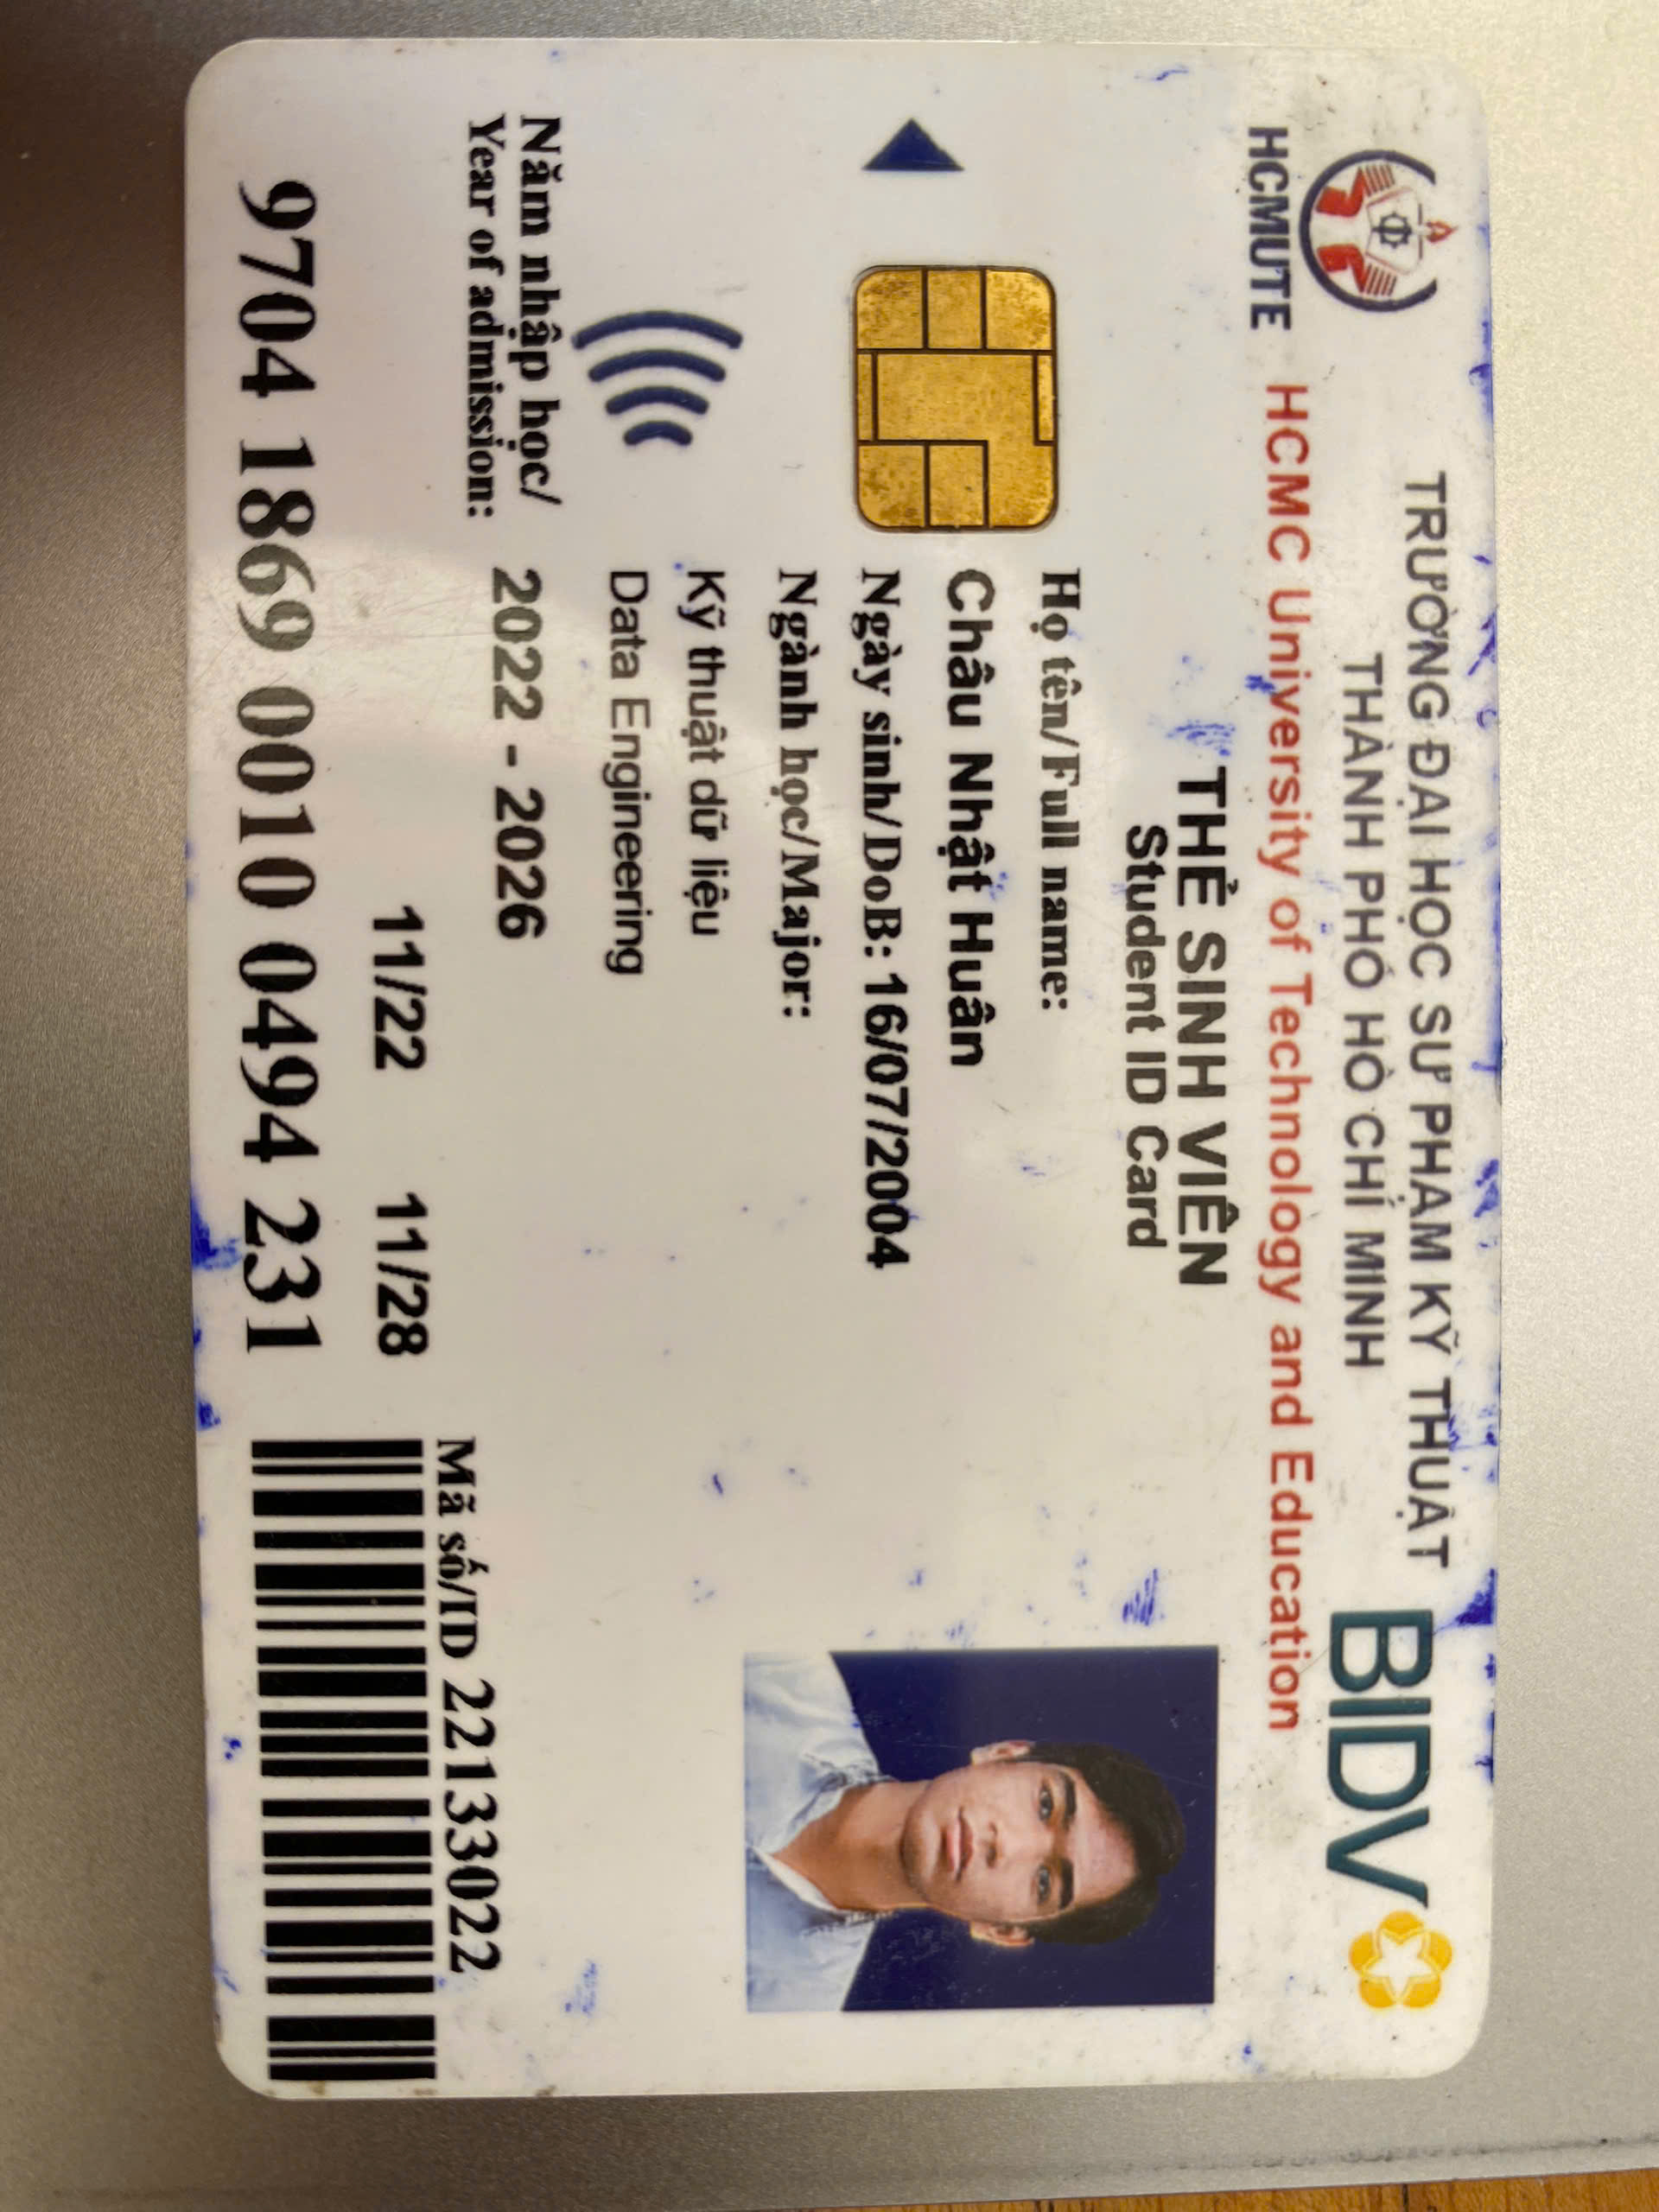 TRƯỜNG ĐẠI HỌC SƯ PHẠM KỸ THUẬT
THÀNH PHỐ HỒ CHÍ MINH
BIDV
HCMUTE
HCMC University of Technology and Education
THẺ SINH VIÊN
Student ID Card
Họ tên/Full name:
Châu Nhật Huân
Ngày sinh/DoB: 16/07/2004
Ngành học/Major:
Kỹ thuật dữ liệu
Data Engineering
Năm nhập học/
Year of admission:
2022 - 2026
Mã số/ID 22133022
11/22 11/28
9704 1869 0010 0494 231